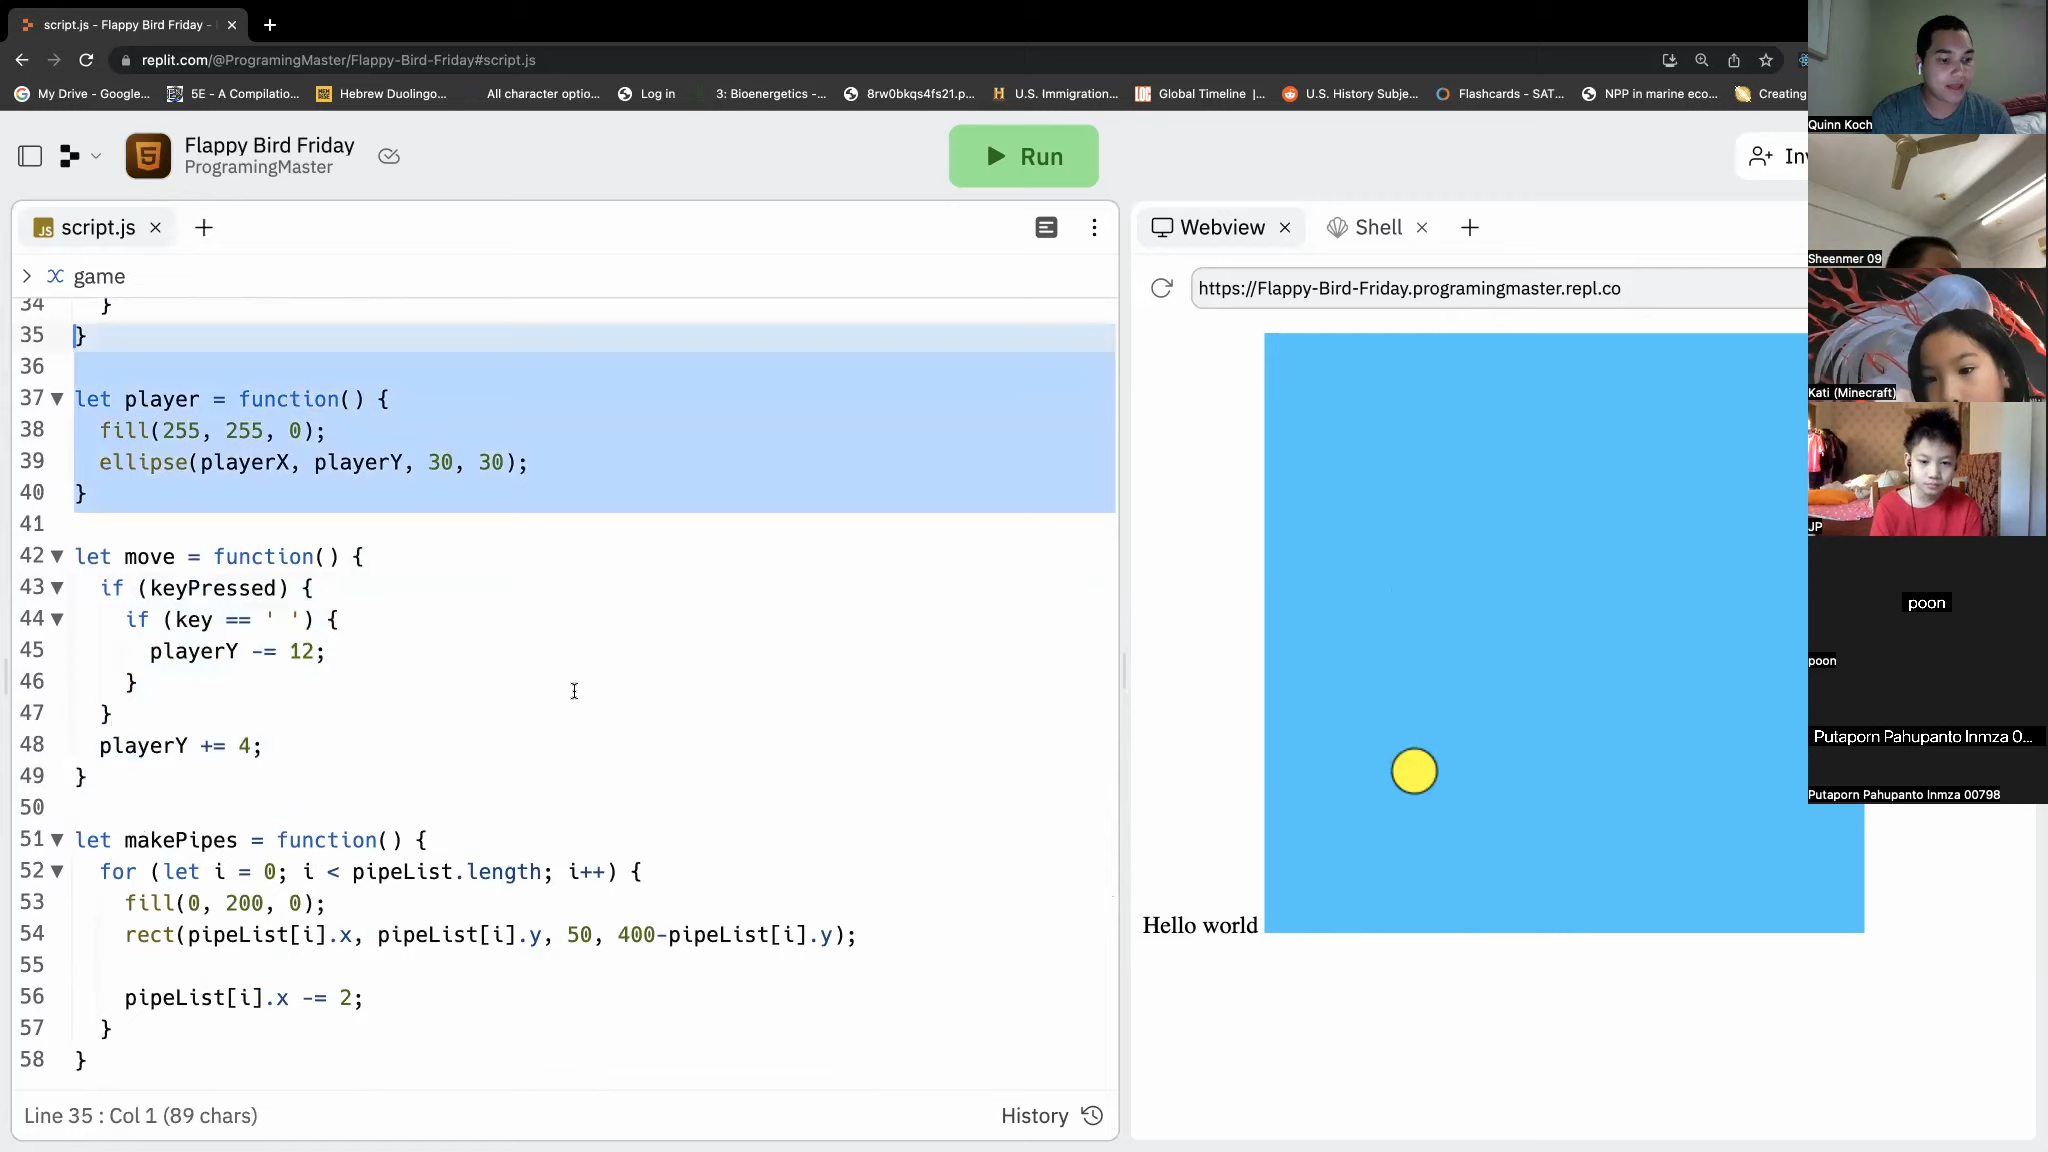 script.js - Flappy Bird Friday -
replit.com/@ProgramingMaster/Flappy-Bird-Friday#script.js
My Drive - Google... 5E - A Compilatio... Hebrew Duolingo... All character optio... Log in 3: Bioenergetics -... 8rw0bkqs4fs21.p... U.S. Immigration... Global Timeline |... U.S. History Subje... Flashcards - SAT... NPP in marine eco... Creating
Flappy Bird Friday
ProgramingMaster
Run
Inv
script.js
Webview
Shell
game
https://Flappy-Bird-Friday.programingmaster.repl.co
34 }
35 }
36
37 let player = function() {
38 fill(255, 255, 0);
39 ellipse(playerX, playerY, 30, 30);
40 }
41
42 let move = function() {
43 if (keyPressed) {
44 if (key == ' ') {
45 playerY -= 12;
46 }
47 }
48 playerY += 4;
49 }
50
51 let makePipes = function() {
52 for (let i = 0; i < pipeList.length; i++) {
53 fill(0, 200, 0);
54 rect(pipeList[i].x, pipeList[i].y, 50, 400-pipeList[i].y);
55
56 pipeList[i].x -= 2;
57 }
58 }
Line 35 : Col 1 (89 chars)
History
Hello world
Quinn Koch
Sheenmer 09
Kati (Minecraft)
JP
poon
poon
Putaporn Pahupanto Inmza 0...
Putaporn Pahupanto Inmza 00798